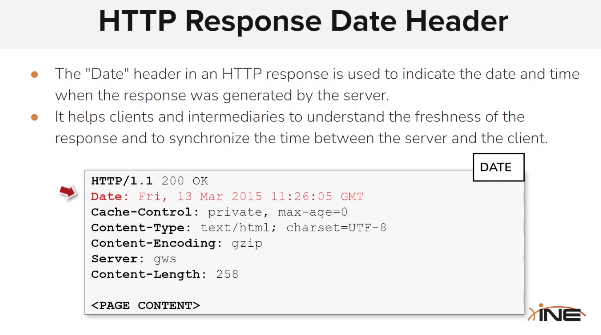 HTTP Response Date Header
● The "Date" header in an HTTP response is used to indicate the date and time
when the response was generated by the server.
● It helps clients and intermediaries to understand the freshness of the
response and to synchronize the time between the server and the client.
DATE
HTTP/1.1 200 OK
Date: Fri, 13 Mar 2015 11:26:05 GMT
Cache-Control: private, max-age=0
Content-Type: text/html; charset=UTF-8
Content-Encoding: gzip
Server: gws
Content-Length: 258
<PAGE CONTENT>
INE